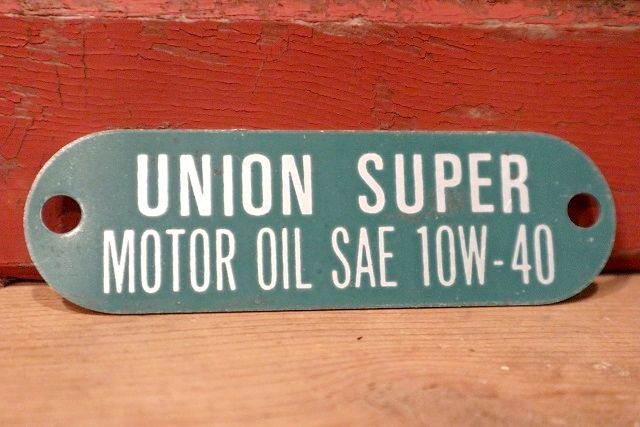 UNION SUPER
MOTOR OIL SAE 10W-40